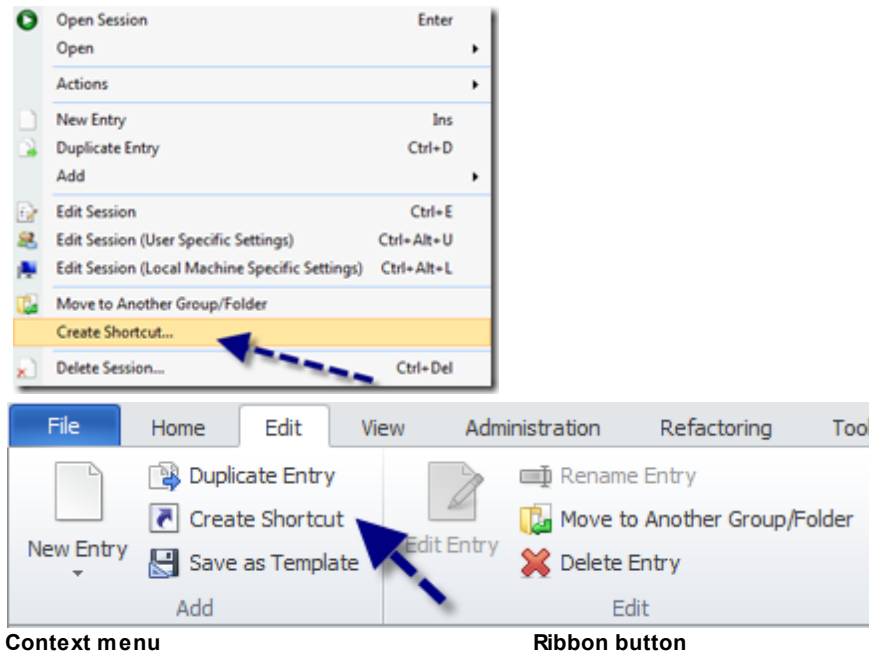 Open Session Enter
Open
Actions
New Entry Ins
Duplicate Entry Ctrl+D
Add
Edit Session Ctrl+E
Edit Session (User Specific Settings) Ctrl+Alt+U
Edit Session (Local Machine Specific Settings) Ctrl+Alt+L
Move to Another Group/Folder
Create Shortcut...
Delete Session... Ctrl+Del
File Home Edit View Administration Refactoring Tool
Duplicate Entry Rename Entry
Create Shortcut Move to Another Group/Folder
New Entry Edit Entry
Save as Template Delete Entry
Add Edit
Context menu Ribbon button